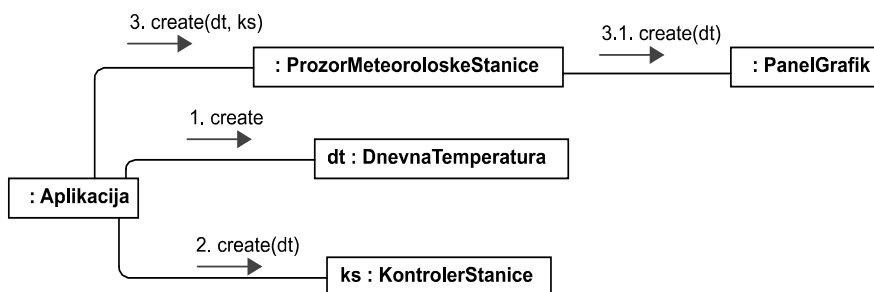 3. create(dt, ks)
3.1. create(dt)
: ProzorMeteoroloskeStanice
: PanelGrafik
1. create
dt : DnevnaTemperatura
: Aplikacija
2. create(dt)
ks : KontrolerStanice